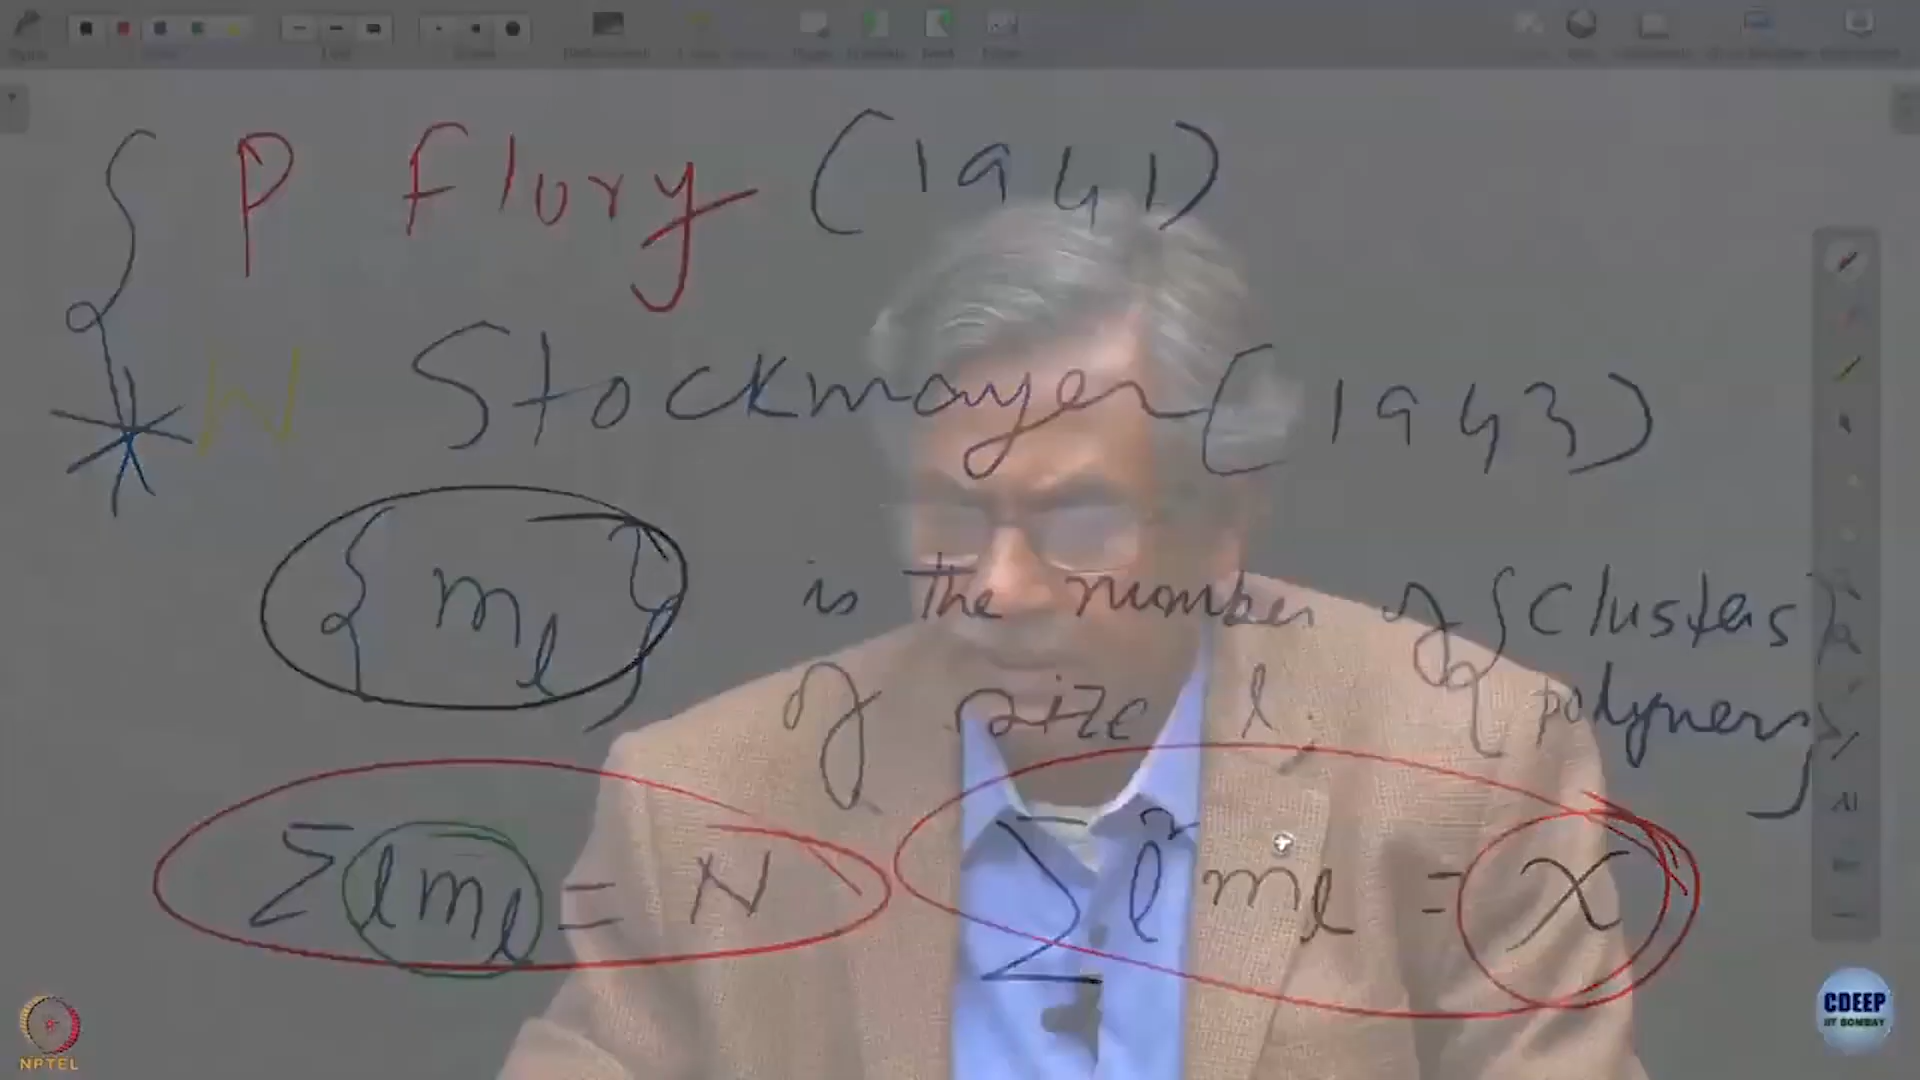 P Flory (1941)
W Stockmayer (1943)
{m_l} is the number of {clusters
of size l, polymers}
Σ l m_l = N Σ l² m_l = X
NPTEL
CDEEP
IIT BOMBAY